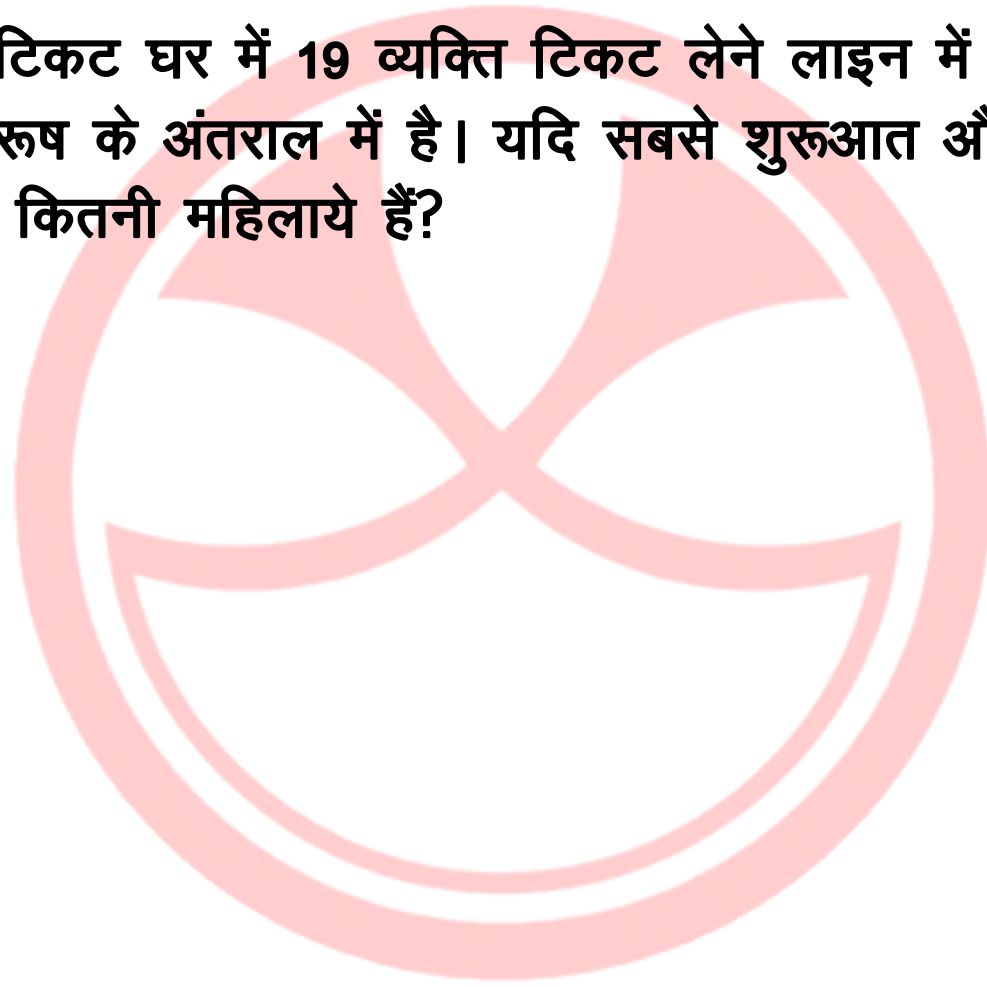 टिकट घर में 19 व्यक्ति टिकट लेने लाइन में
रूष के अंतराल में है। यदि सबसे शुरूआत औ
कितनी महिलाये हैं?